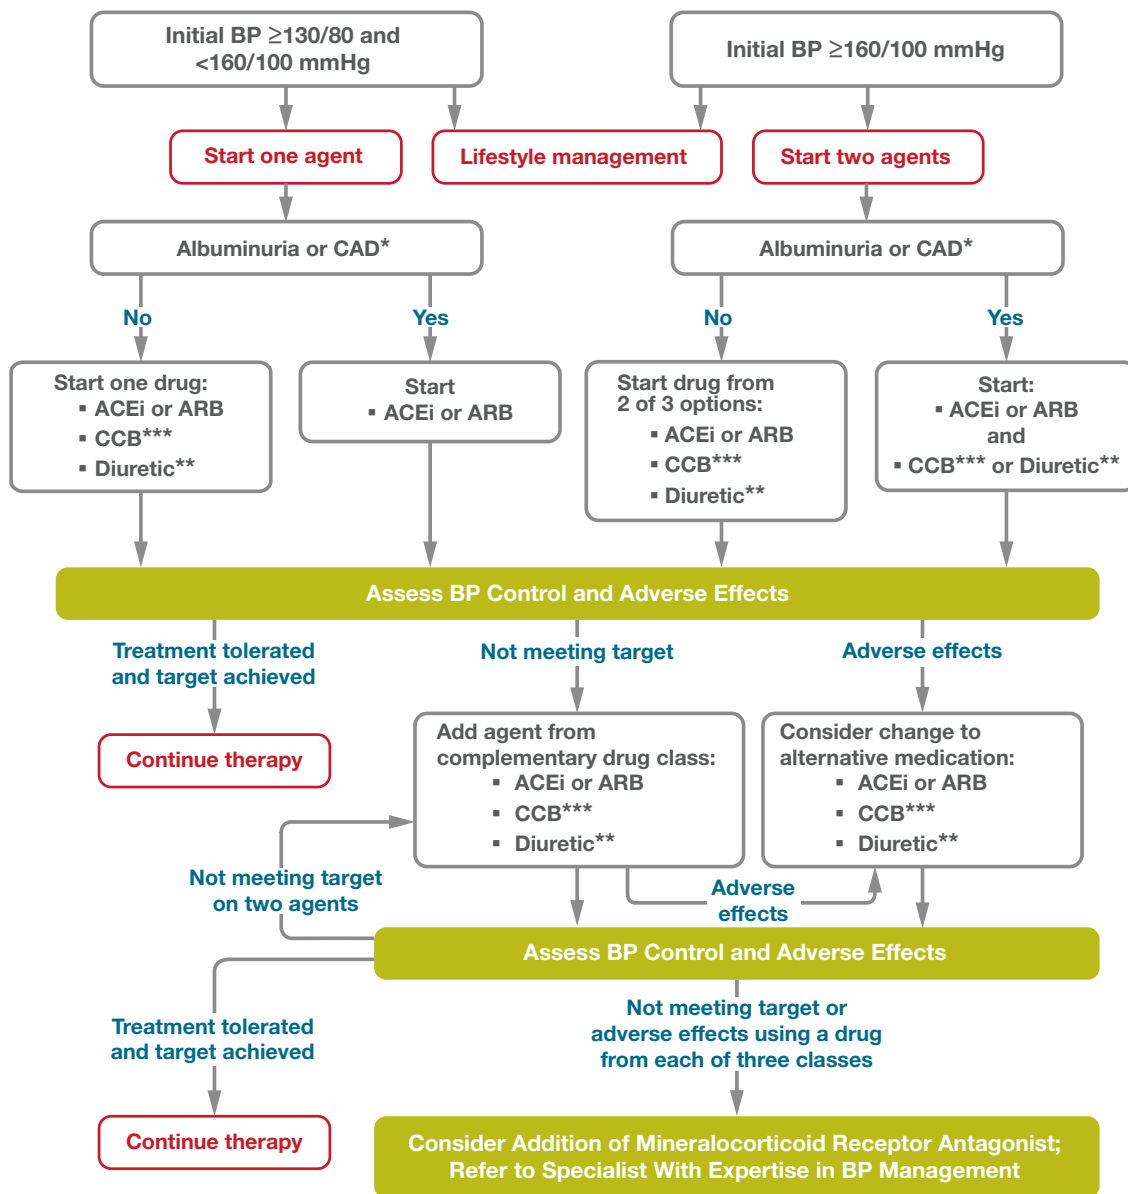 Initial BP ≥130/80 and
<160/100 mmHg
Initial BP ≥160/100 mmHg
Start one agent
Lifestyle management
Start two agents
Albuminuria or CAD*
Albuminuria or CAD*
No
Yes
No
Yes
Start one drug:
▪ ACEi or ARB
▪ CCB***
▪ Diuretic**
Start
▪ ACEi or ARB
Start drug from
2 of 3 options:
▪ ACEi or ARB
▪ CCB***
▪ Diuretic**
Start:
▪ ACEi or ARB
and
▪ CCB*** or Diuretic**
Assess BP Control and Adverse Effects
Treatment tolerated
and target achieved
Not meeting target
Adverse effects
Continue therapy
Add agent from
complementary drug class:
▪ ACEi or ARB
▪ CCB***
▪ Diuretic**
Consider change to
alternative medication:
▪ ACEi or ARB
▪ CCB***
▪ Diuretic**
Not meeting target
on two agents
Adverse
effects
Assess BP Control and Adverse Effects
Treatment tolerated
and target achieved
Not meeting target or
adverse effects using a drug
from each of three classes
Continue therapy
Consider Addition of Mineralocorticoid Receptor Antagonist;
Refer to Specialist With Expertise in BP Management